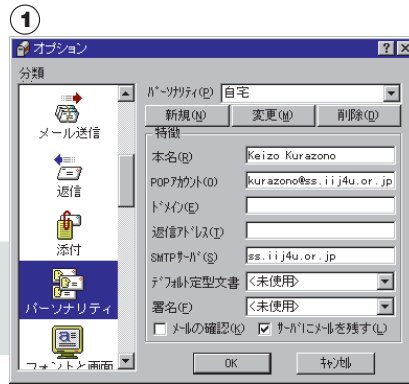 ①
オプション
分類
メール送信
返信
添付
パーソナリティ
フォントと画面
ﾊﾟｰｿﾅﾘﾃｨ(P) 自宅
新規(N) 変更(M) 削除(D)
特徴
本名(R) Keizo Kurazono
POPｱｶｳﾝﾄ(O) kurazono@ss.iij4u.or.jp
ﾄﾞﾒｲﾝ(E)
返信ｱﾄﾞﾚｽ(T)
SMTPｻｰﾊﾞ(S) ss.iij4u.or.jp
ﾃﾞﾌｫﾙﾄ定型文書 <未使用>
署名(F) <未使用>
ﾒｰﾙの確認(K) ｻｰﾊﾞにﾒｰﾙを残す(L)
OK ｷｬﾝｾﾙ